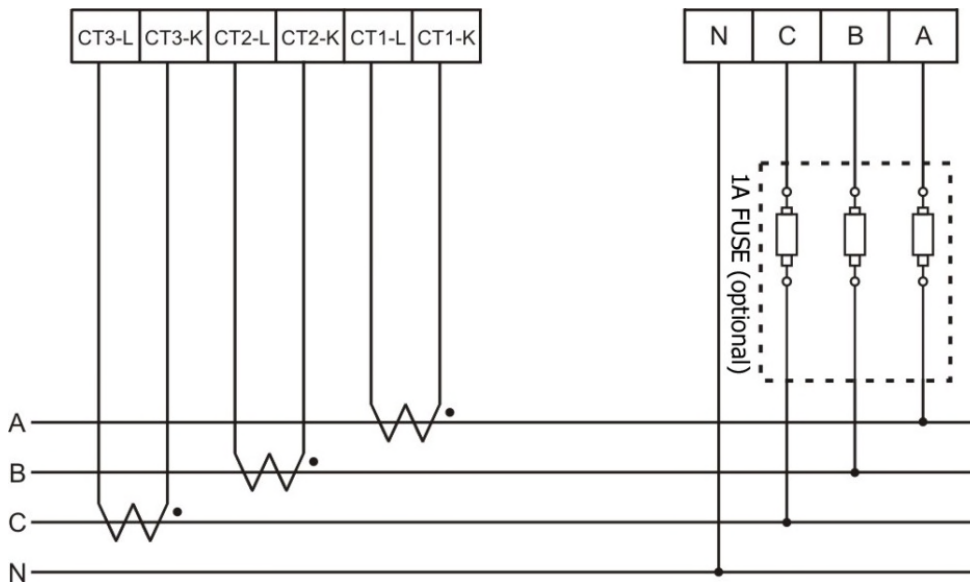 CT3-L CT3-K CT2-L CT2-K CT1-L CT1-K
N C B A
1A FUSE (optional)
A
B
C
N